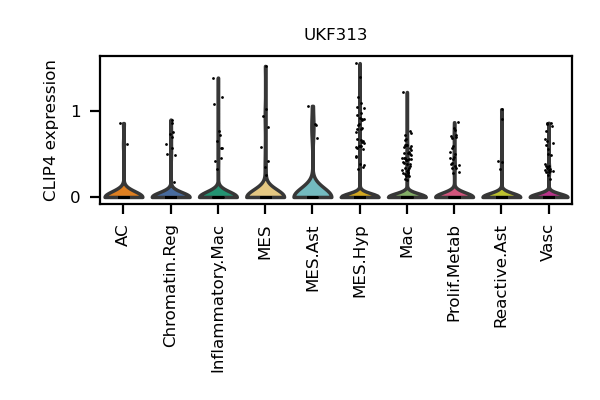 UKF313
CLIP4 expression
1
0
AC
Chromatin.Reg
Inflammatory.Mac
MES
MES.Ast
MES.Hyp
Mac
Prolif.Metab
Reactive.Ast
Vasc